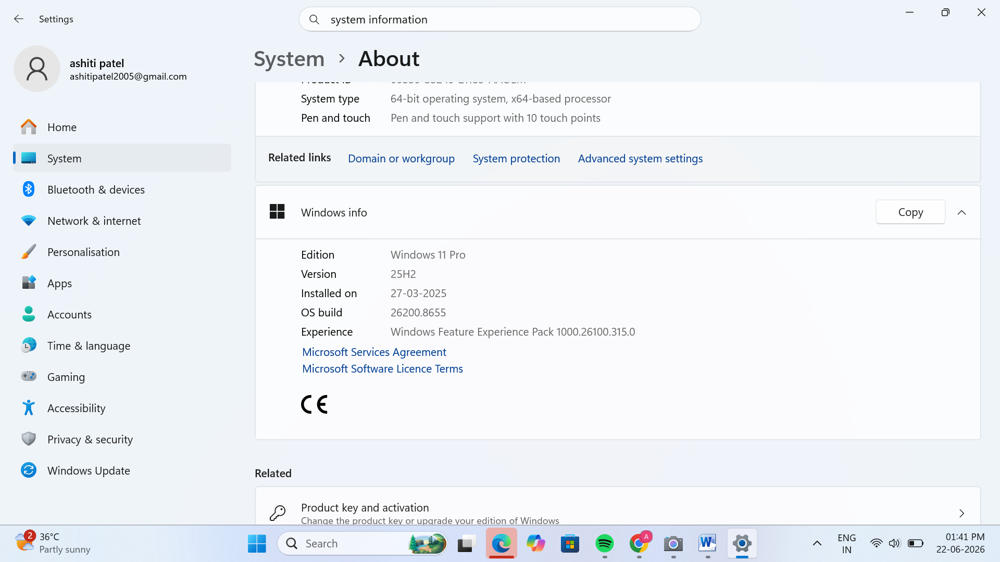 Settings
system information
ashiti patel
ashitipatel2005@gmail.com
Home
System
Bluetooth & devices
Network & internet
Personalisation
Apps
Accounts
Time & language
Gaming
Accessibility
Privacy & security
Windows Update
System > About
Product ID
System type 64-bit operating system, x64-based processor
Pen and touch Pen and touch support with 10 touch points
Related links Domain or workgroup System protection Advanced system settings
Windows info Copy
Edition Windows 11 Pro
Version 25H2
Installed on 27-03-2025
OS build 26200.8655
Experience Windows Feature Experience Pack 1000.26100.315.0
Microsoft Services Agreement
Microsoft Software Licence Terms
CE
Related
Product key and activation
Change the product key or upgrade your edition of Windows
2
36°C
Partly sunny
Search
A
W
ENG
IN
01:41 PM
22-06-2026